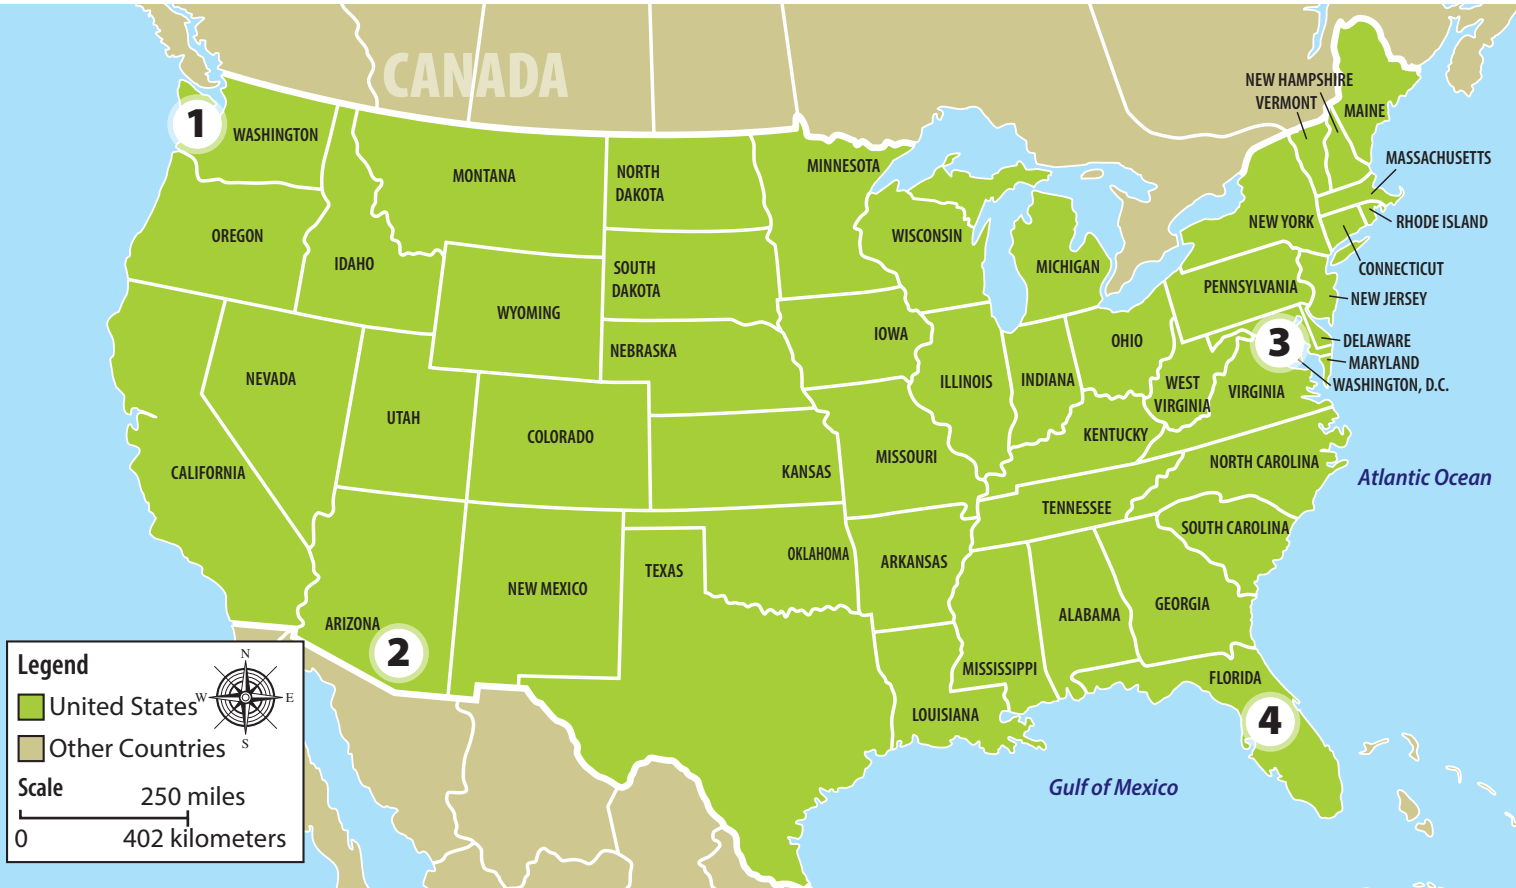 CANADA
NEW HAMPSHIRE
VERMONT
MAINE
1
WASHINGTON
MONTANA
NORTH
DAKOTA
MINNESOTA
MASSACHUSETTS
OREGON
IDAHO
WISCONSIN
NEW YORK
RHODE ISLAND
SOUTH
DAKOTA
MICHIGAN
CONNECTICUT
WYOMING
PENNSYLVANIA
NEW JERSEY
NEBRASKA
IOWA
OHIO
3
DELAWARE
MARYLAND
WASHINGTON, D.C.
NEVADA
UTAH
COLORADO
ILLINOIS
INDIANA
WEST
VIRGINIA
VIRGINIA
KENTUCKY
CALIFORNIA
KANSAS
MISSOURI
NORTH CAROLINA
Atlantic Ocean
TENNESSEE
SOUTH CAROLINA
ARIZONA
2
NEW MEXICO
TEXAS
OKLAHOMA
ARKANSAS
MISSISSIPPI
ALABAMA
GEORGIA
LOUISIANA
FLORIDA
4
Gulf of Mexico
Legend
N
W
E
S
United States
Other Countries
Scale
250 miles
0
402 kilometers